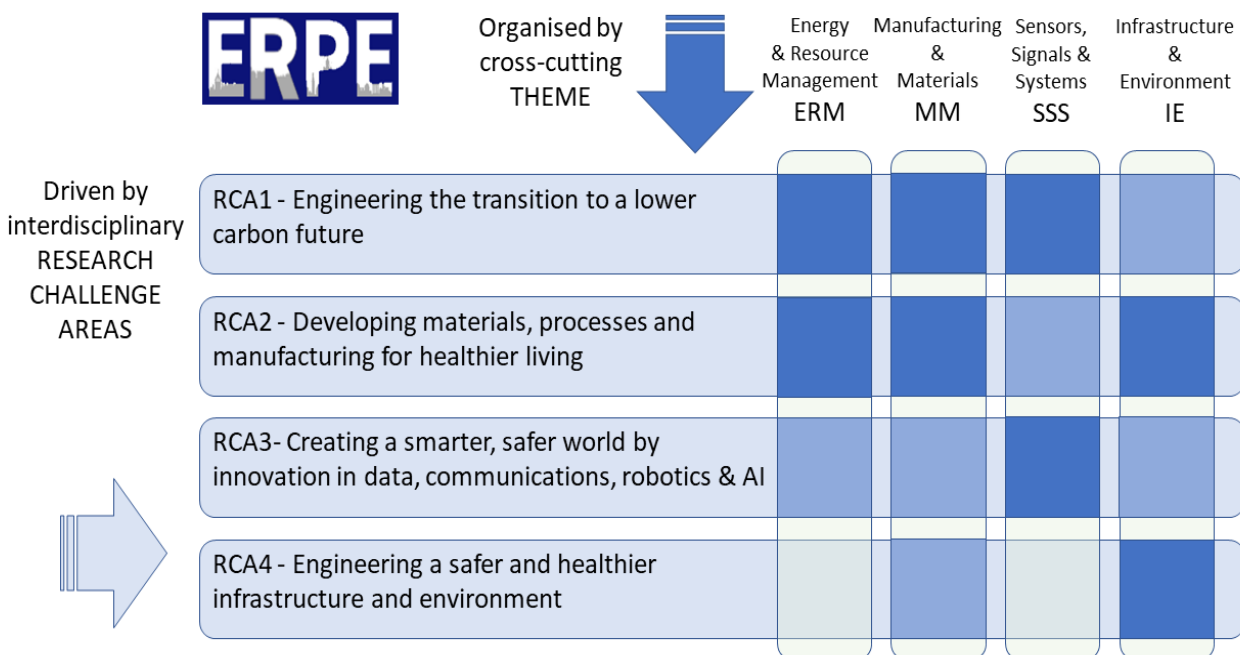 ERPE
Organised by
cross-cutting
THEME
Energy
& Resource
Management
ERM
Manufacturing
&
Materials
MM
Sensors,
Signals &
Systems
SSS
Infrastructure
&
Environment
IE
Driven by
interdisciplinary
RESEARCH
CHALLENGE
AREAS
RCA1 - Engineering the transition to a lower
carbon future
RCA2 - Developing materials, processes and
manufacturing for healthier living
RCA3- Creating a smarter, safer world by
innovation in data, communications, robotics & AI
RCA4 - Engineering a safer and healthier
infrastructure and environment